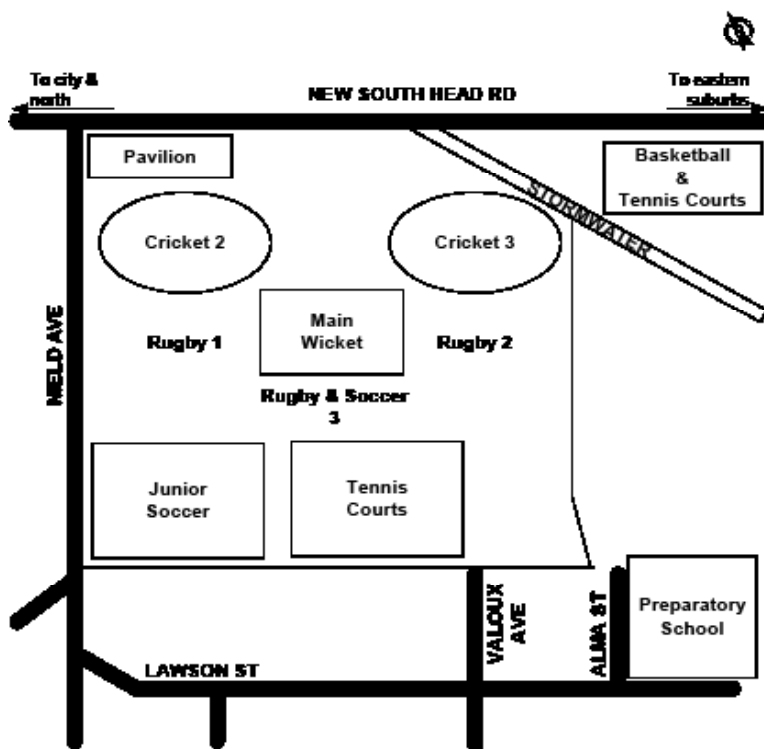 To city &
north
NEW SOUTH HEAD RD
To eastern
suburbs
Pavilion
Basketball
&
Tennis Courts
STORMWATER
Cricket 2
Cricket 3
NIELD AVE
Main
Wicket
Rugby 1
Rugby 2
Rugby & Soccer
3
Junior
Soccer
Tennis
Courts
VALOUX
AVE
ALMA ST
Preparatory
School
LAWSON ST